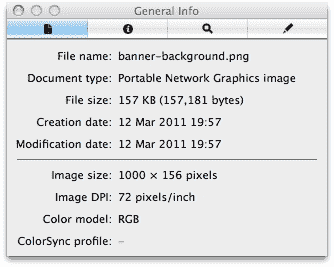 General Info
File name: banner-background.png
Document type: Portable Network Graphics image
File size: 157 KB (157,181 bytes)
Creation date: 12 Mar 2011 19:57
Modification date: 12 Mar 2011 19:57
Image size: 1000 × 156 pixels
Image DPI: 72 pixels/inch
Color model: RGB
ColorSync profile: –